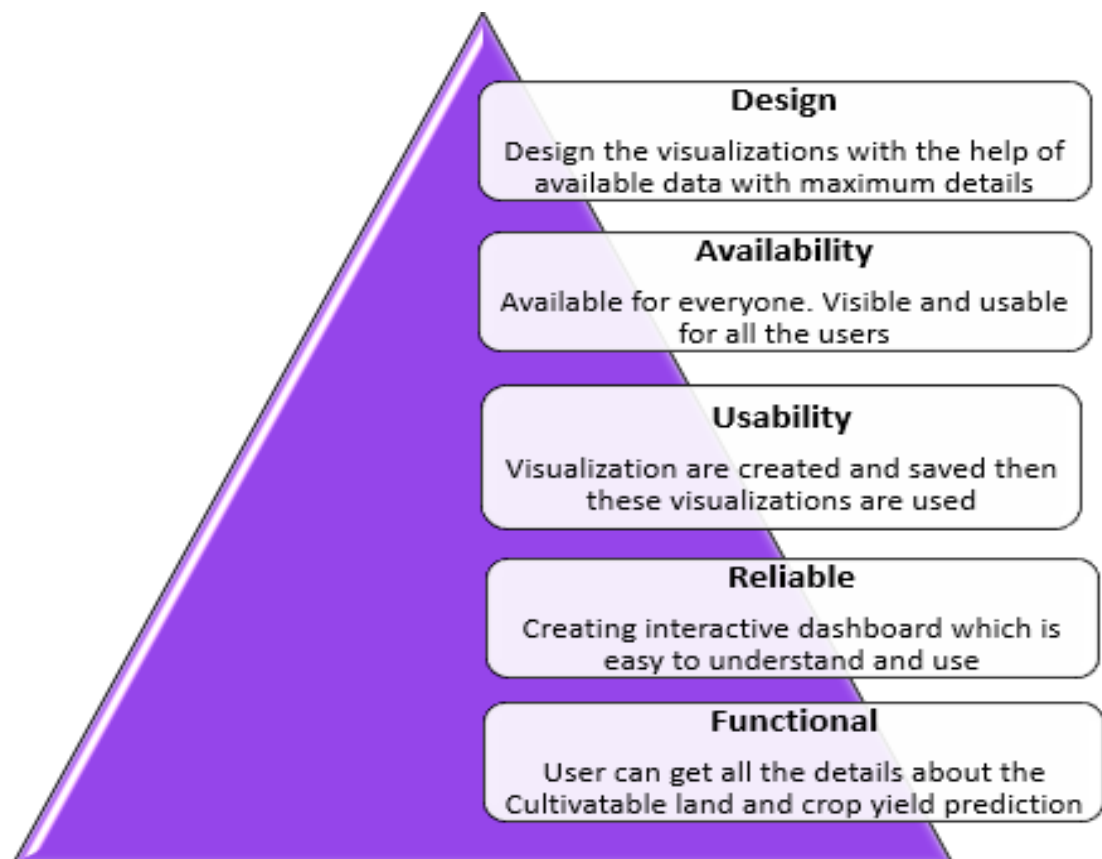 Design
Design the visualizations with the help of
available data with maximum details
Availability
Available for everyone. Visible and usable
for all the users
Usability
Visualization are created and saved then
these visualizations are used
Reliable
Creating interactive dashboard which is
easy to understand and use
Functional
User can get all the details about the
Cultivatable land and crop yield prediction